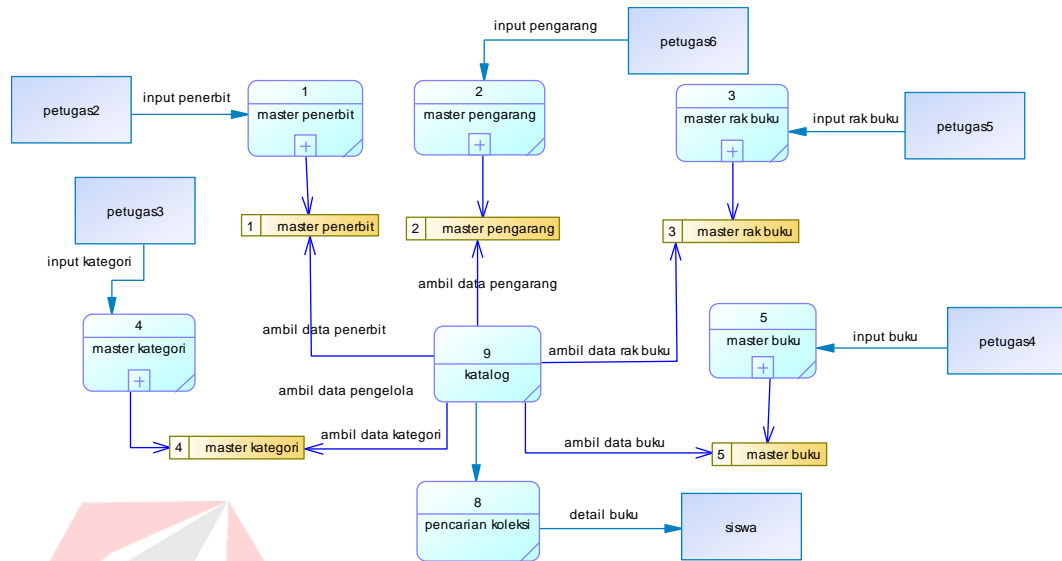 input pengarang
petugas6
petugas2
input penerbit
1
master penerbit
2
master pengarang
3
master rak buku
input rak buku
petugas5
petugas3
1 master penerbit
2 master pengarang
3 master rak buku
input kategori
ambil data pengarang
4
master kategori
ambil data penerbit
9
katalog
ambil data rak buku
5
master buku
input buku
petugas4
ambil data pengelola
4 master kategori
ambil data kategori
ambil data buku
5 master buku
8
pencarian koleksi
detail buku
siswa